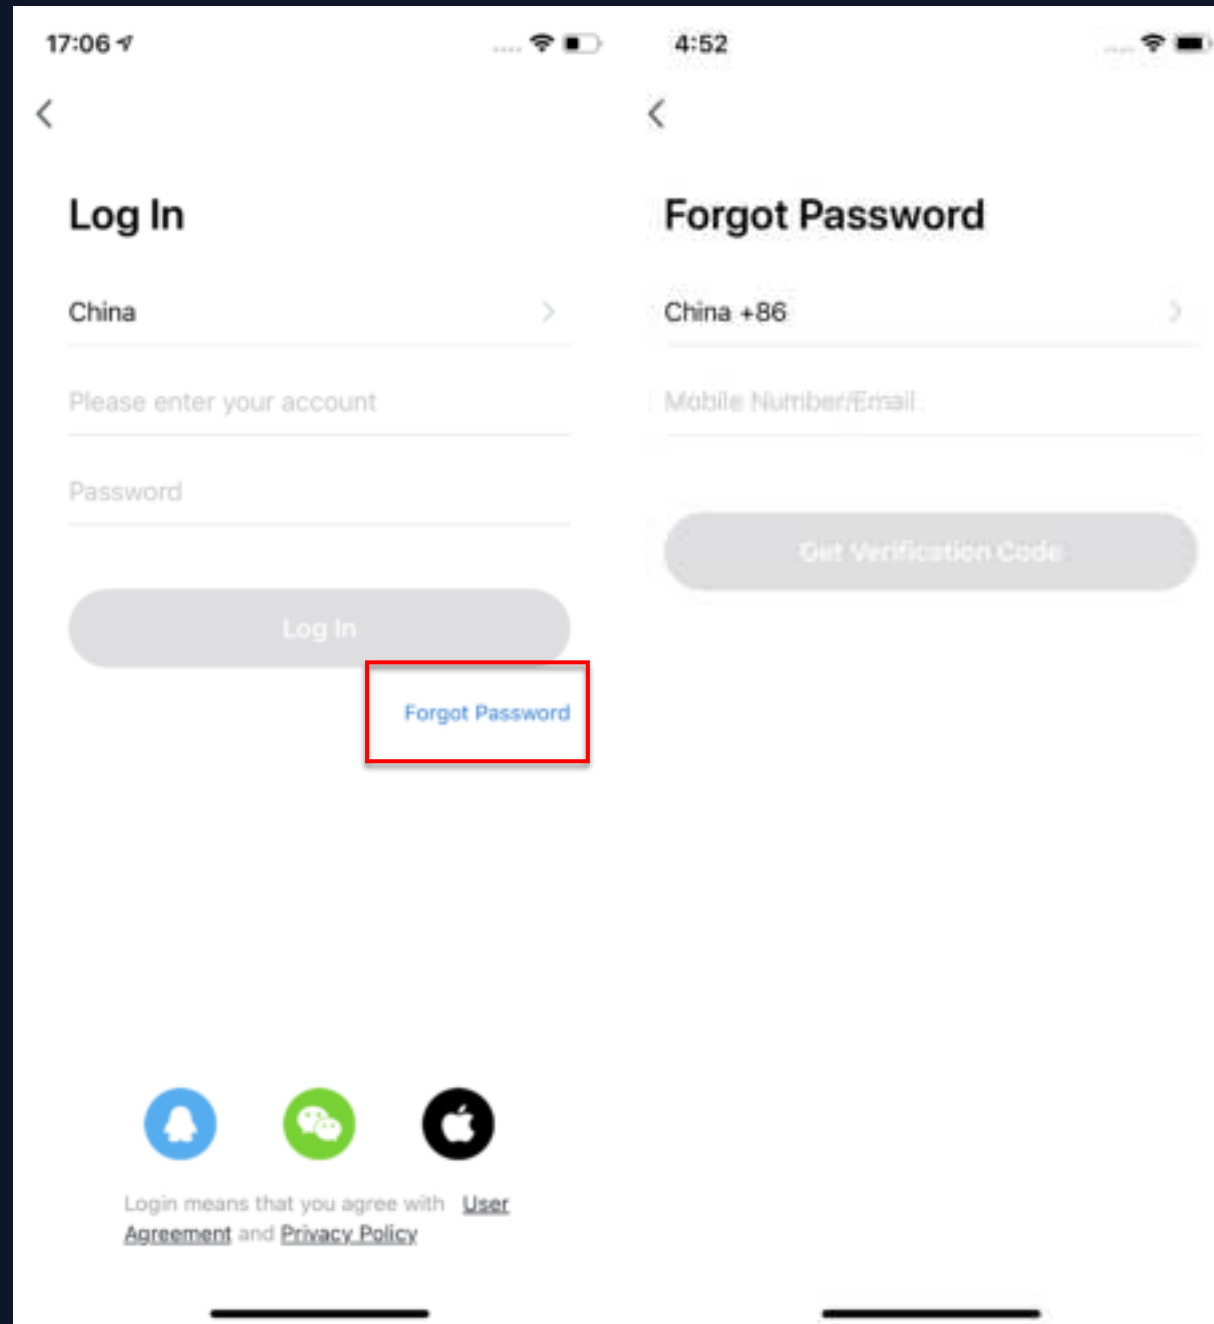 17:06
Log In
China
Please enter your account
Password
Log In
Forgot Password
Login means that you agree with User
Agreement and Privacy Policy
4:52
Forgot Password
China +86
Mobile Number/Email
Get Verification Code